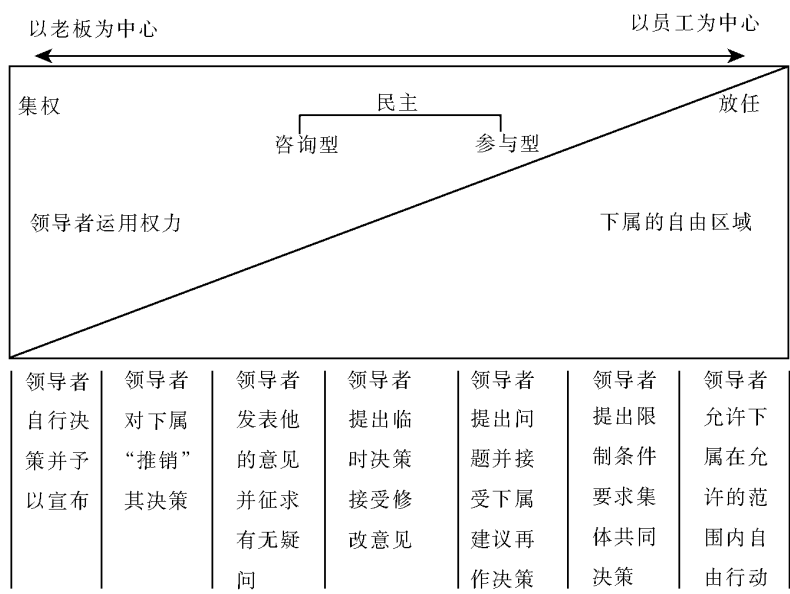 以老板为中心
以员工为中心
集权
民主
放任
咨询型
参与型
领导者运用权力
下属的自由区域
领导者
自行决
策并予
以宣布
领导者
对下属
“推销”
其决策
领导者
发表他
的意见
并征求
有无疑
问
领导者
提出临
时决策
接受修
改意见
领导者
提出问
题并接
受下属
建议再
作决策
领导者
提出限
制条件
要求集
体共同
决策
领导者
允许下
属在允
许的范
围内自
由行动